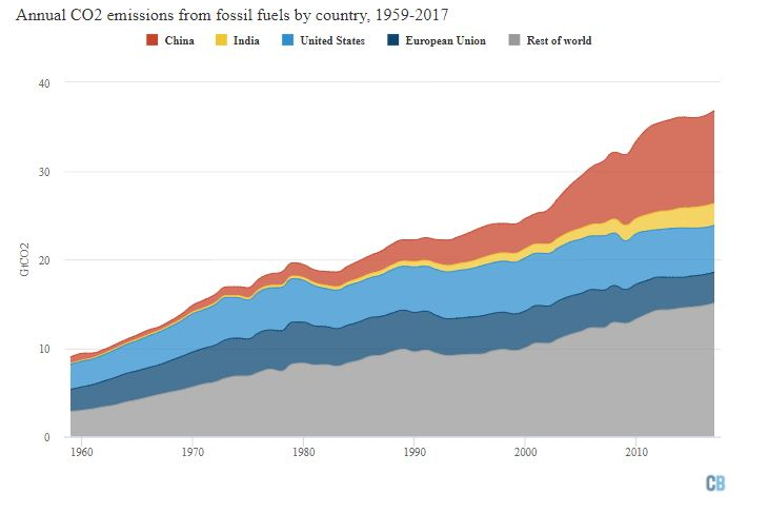 Annual CO2 emissions from fossil fuels by country, 1959-2017
China India United States European Union Rest of world
40
30
20
10
0
GtCO2
1960 1970 1980 1990 2000 2010
CB